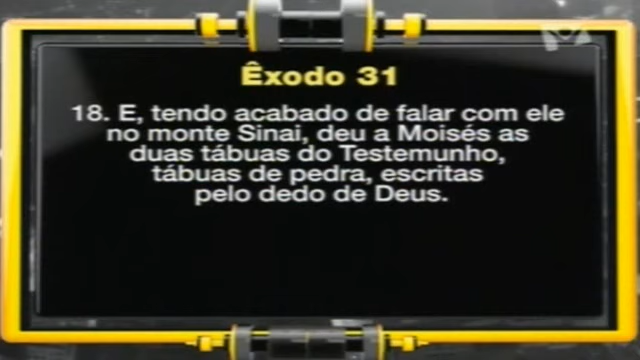 Êxodo 31
18. E, tendo acabado de falar com ele
no monte Sinai, deu a Moisés as
duas tábuas do Testemunho,
tábuas de pedra, escritas
pelo dedo de Deus.